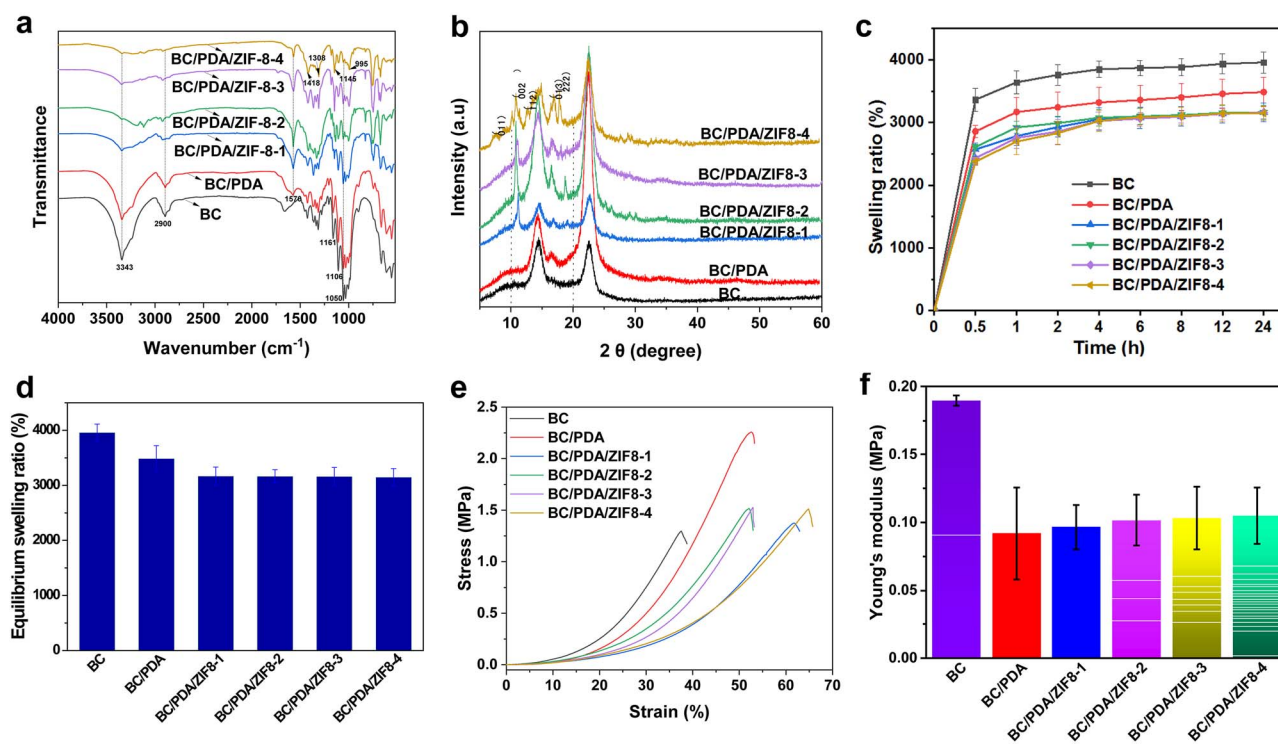 a
BC/PDA/ZIF-8-4
1308
995
1418
1145
BC/PDA/ZIF-8-3
BC/PDA/ZIF-8-2
BC/PDA/ZIF-8-1
BC/PDA
1576
2900
BC
1161
3343
1106
1050
Transmittance
4000 3500 3000 2500 2000 1500 1000
Wavenumber (cm-1)
b
(011)
(002)
(112)
(013)
(222)
BC/PDA/ZIF8-4
BC/PDA/ZIF8-3
BC/PDA/ZIF8-2
BC/PDA/ZIF8-1
BC/PDA
BC
Intensity (a.u)
10 20 30 40 50 60
2 θ (degree)
c
Swelling ratio (%)
4000
3000
2000
1000
0
BC
BC/PDA
BC/PDA/ZIF8-1
BC/PDA/ZIF8-2
BC/PDA/ZIF8-3
BC/PDA/ZIF8-4
0 0.5 1 2 4 6 8 12 24
Time (h)
d
Equilibrium swelling ratio (%)
4000
3000
2000
1000
0
BC
BC/PDA
BC/PDA/ZIF8-1
BC/PDA/ZIF8-2
BC/PDA/ZIF8-3
BC/PDA/ZIF8-4
e
Stress (MPa)
2.5
2.0
1.5
1.0
0.5
0.0
BC
BC/PDA
BC/PDA/ZIF8-1
BC/PDA/ZIF8-2
BC/PDA/ZIF8-3
BC/PDA/ZIF8-4
0 10 20 30 40 50 60 70
Strain (%)
f
Young's modulus (MPa)
0.20
0.15
0.10
0.05
0.00
BC
BC/PDA
BC/PDA/ZIF8-1
BC/PDA/ZIF8-2
BC/PDA/ZIF8-3
BC/PDA/ZIF8-4